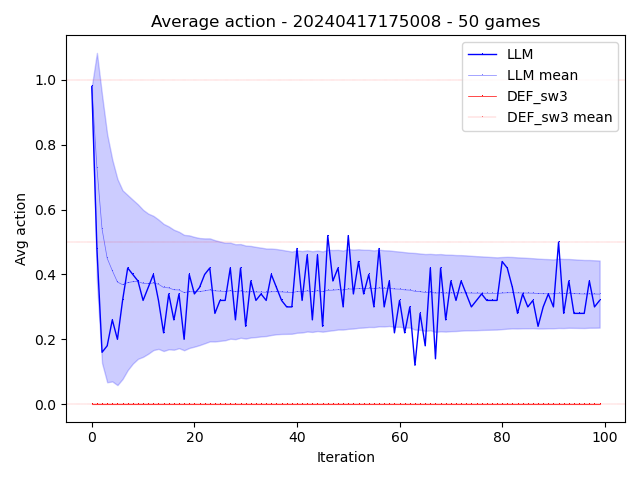 Average action - 20240417175008 - 50 games
LLM
LLM mean
DEF_sw3
DEF_sw3 mean
Avg action
1.0
0.8
0.6
0.4
0.2
0.0
0
20
40
60
80
100
Iteration